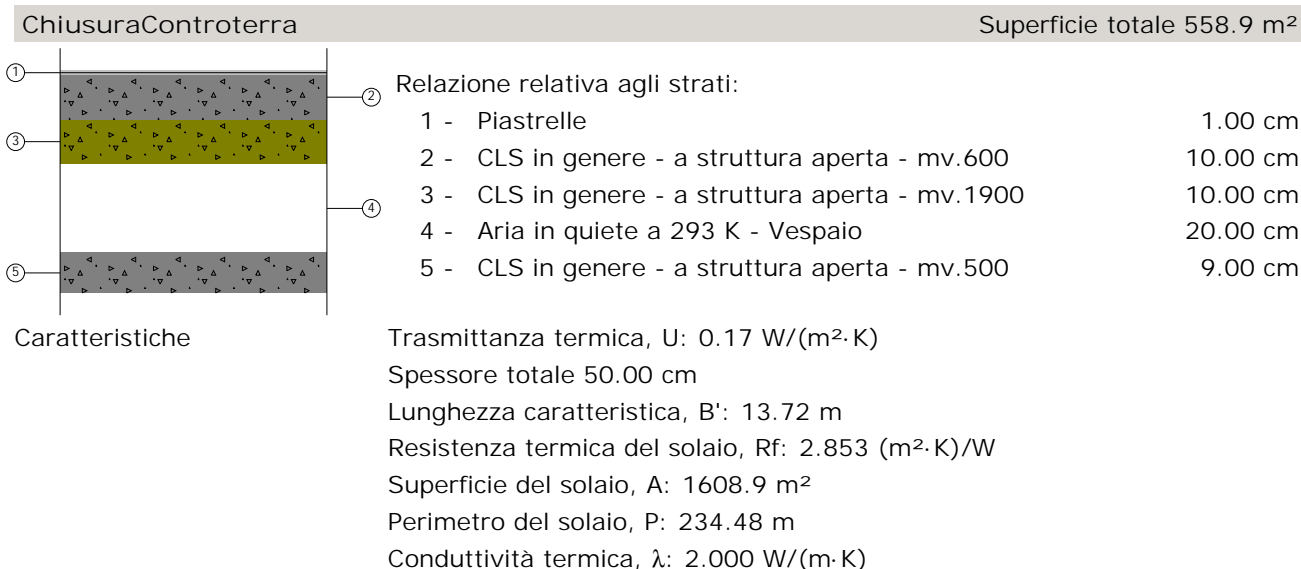 ChiusuraControterra Superficie totale 558.9 m²
Relazione relativa agli strati:
1 - Piastrelle 1.00 cm
2 - CLS in genere - a struttura aperta - mv.600 10.00 cm
3 - CLS in genere - a struttura aperta - mv.1900 10.00 cm
4 - Aria in quiete a 293 K - Vespaio 20.00 cm
5 - CLS in genere - a struttura aperta - mv.500 9.00 cm
1
2
3
4
5
Caratteristiche Trasmittanza termica, U: 0.17 W/(m²·K)
Spessore totale 50.00 cm
Lunghezza caratteristica, B': 13.72 m
Resistenza termica del solaio, Rf: 2.853 (m²·K)/W
Superficie del solaio, A: 1608.9 m²
Perimetro del solaio, P: 234.48 m
Conduttività termica, λ: 2.000 W/(m·K)